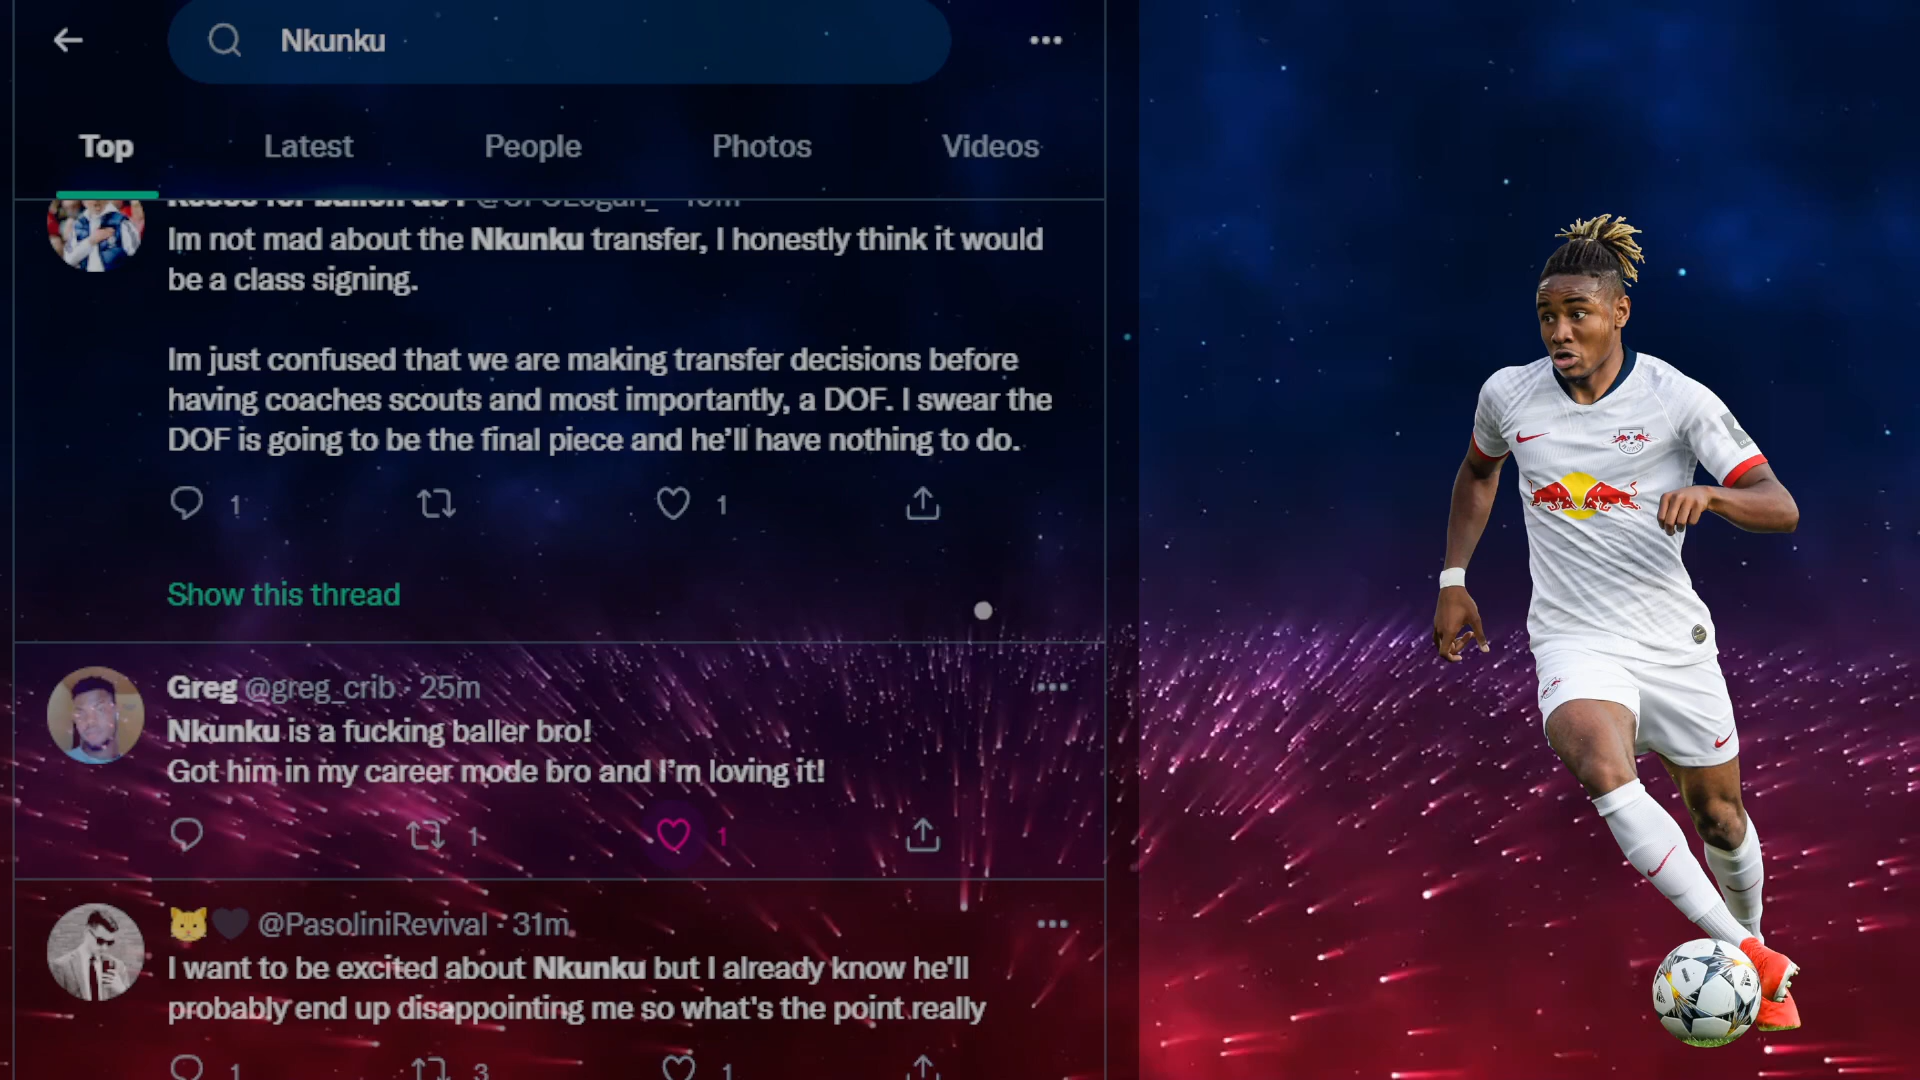 Nkunku
Top Latest People Photos Videos
Im not mad about the Nkunku transfer, I honestly think it would
be a class signing.
Im just confused that we are making transfer decisions before
having coaches scouts and most importantly, a DOF. I swear the
DOF is going to be the final piece and he'll have nothing to do.
1 1
Show this thread
Greg @greg_crib · 25m
Nkunku is a fucking baller bro!
Got him in my career mode bro and I'm loving it!
1 1
@PasoliniRevival · 31m
I want to be excited about Nkunku but I already know he'll
probably end up disappointing me so what's the point really
1 3 1